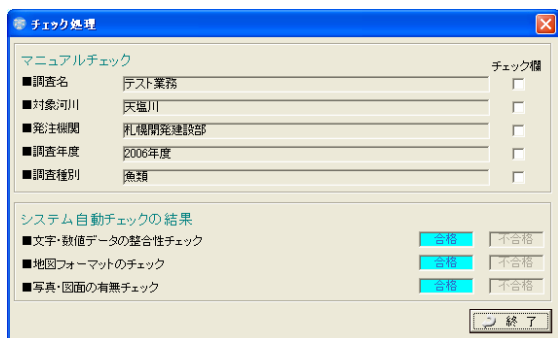 チェック処理
マニュアルチェック
チェック欄
■調査名 テスト業務
■対象河川 天塩川
■発注機関 札幌開発建設部
■調査年度 2006年度
■調査種別 魚類
システム自動チェックの結果
■文字・数値データの整合性チェック 合格 不合格
■地図フォーマットのチェック 合格 不合格
■写真・図面の有無チェック 合格 不合格
終 了